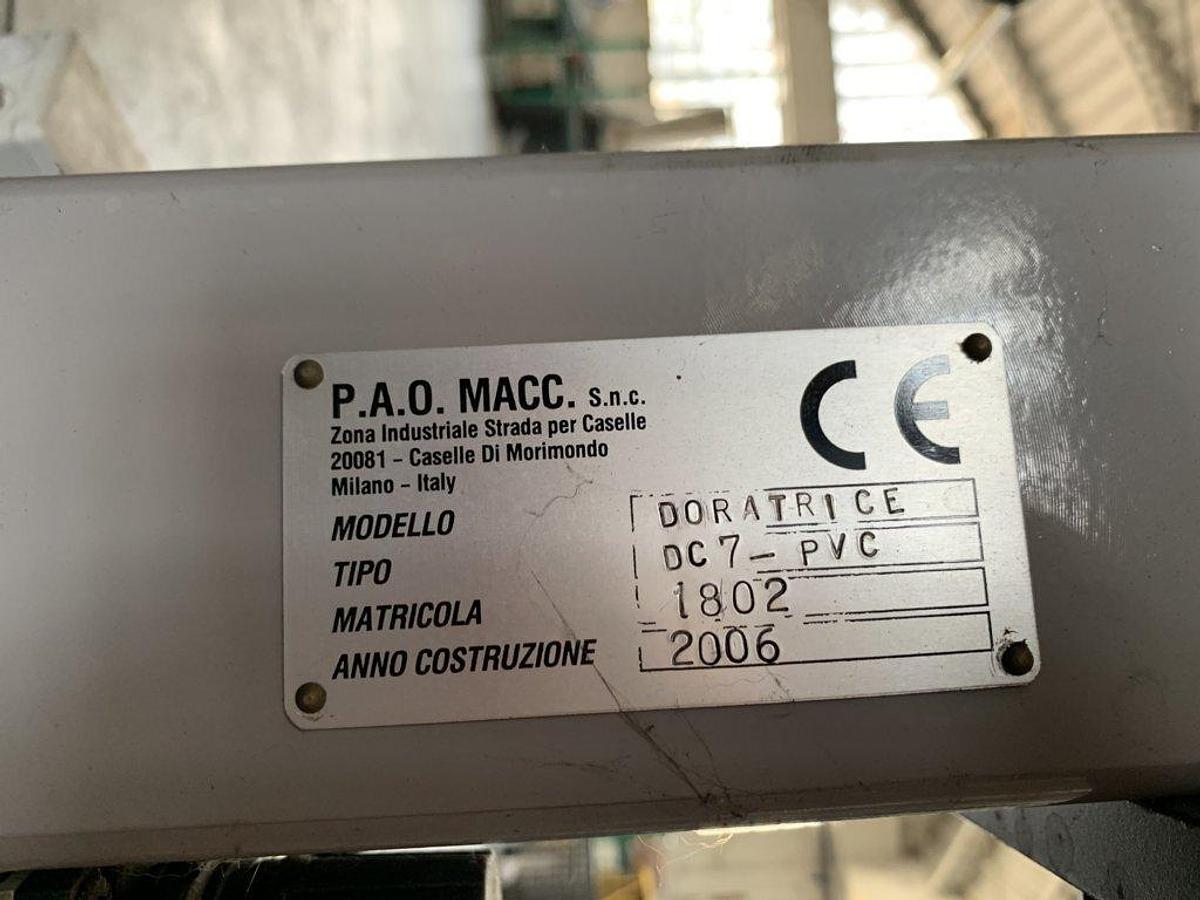 P.A.O. MACC. S.n.c.
Zona Industriale Strada per Caselle
20081 - Caselle Di Morimondo
Milano - Italy
CE
MODELLO DORATRICE
TIPO DC7-PVC
MATRICOLA 1802
ANNO COSTRUZIONE 2006